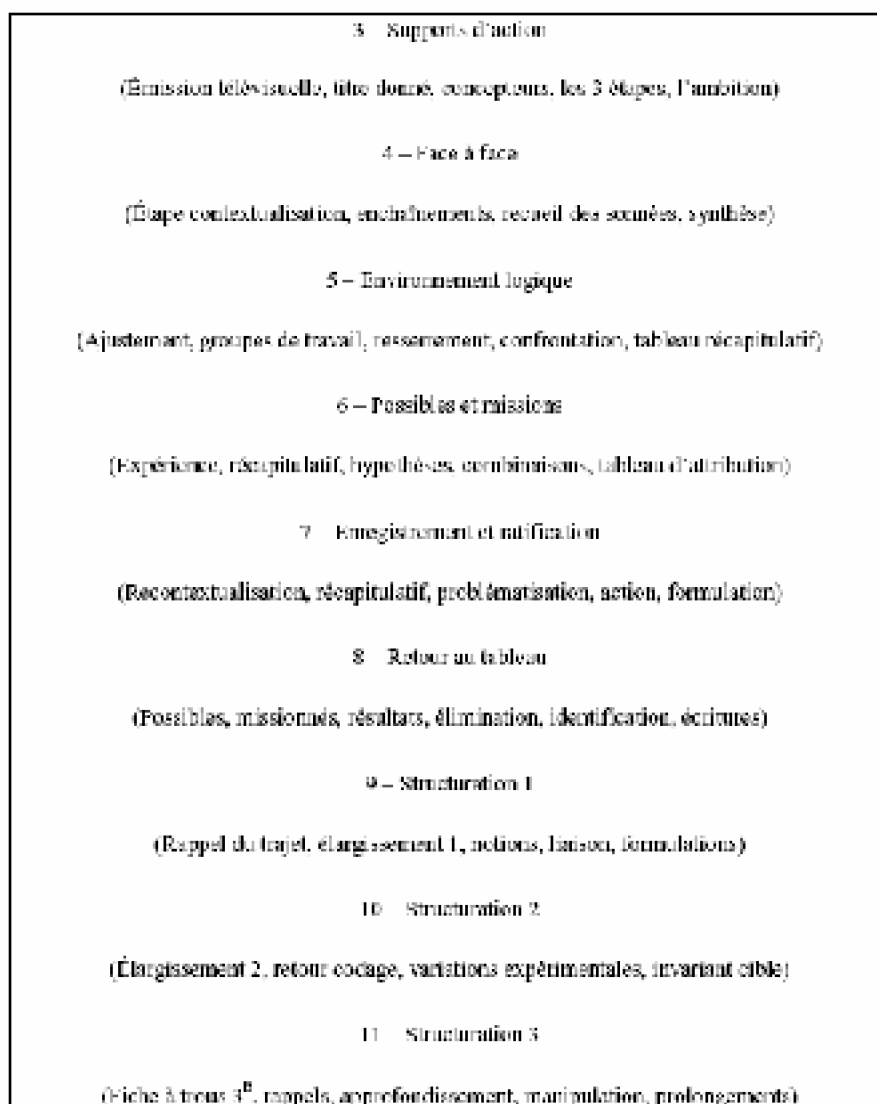 3 – Supports d'action
(Émission télévisuelle, titre donné, concepteurs, les 3 étapes, l'ambition)
4 – Face à face
(Étape contextualisation, enchaînements, recueil des données, synthèse)
5 – Environnement logique
(Ajustement, groupes de travail, resserrement, confrontation, tableau récapitulatif)
6 – Possibles et missions
(Expérience, récapitulatif, hypothèses, combinaisons, tableau d'attribution)
7 – Enregistrement et ratification
(Recontextualisation, récapitulatif, problématisation, action, formulation)
8 – Retour au tableau
(Possibles, missionnés, résultats, élimination, identification, écritures)
9 – Structuration 1
(Rappel du trajet, élargissement 1, notions, liaison, formulations)
10 – Structuration 2
(Élargissement 2, retour codage, variations expérimentales, invariant cible)
11 – Structuration 3
(Fiche à trous rappels, approfondissement, manipulation, prolongements)